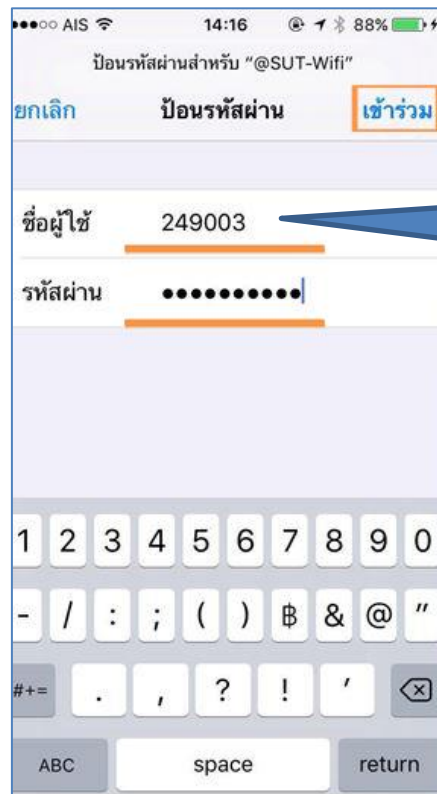 AIS 14:16 88%
ป้อนรหัสผ่านสำหรับ “@SUT-Wifi”
ยกเลิก ป้อนรหัสผ่าน เข้าร่วม
ชื่อผู้ใช้ 249003
รหัสผ่าน ●●●●●●●●●●
1 2 3 4 5 6 7 8 9 0
- / : ; ( ) ฿ & @ "
#+= . , ? ! '
ABC space return